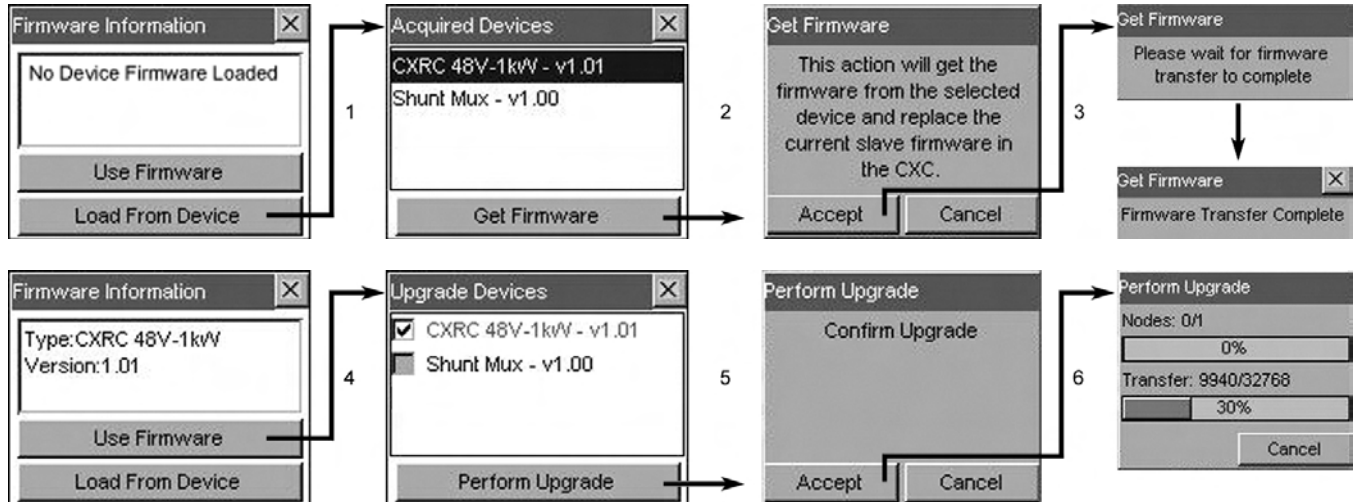 Firmware Information
No Device Firmware Loaded
Use Firmware
Load From Device
1
Acquired Devices
CXRC 48V-1kW - v1.01
Shunt Mux - v1.00
Get Firmware
2
Get Firmware
This action will get the
firmware from the selected
device and replace the
current slave firmware in
the CXC.
Accept Cancel
3
Get Firmware
Please wait for firmware
transfer to complete
Get Firmware
Firmware Transfer Complete
Firmware Information
Type:CXRC 48V-1kW
Version:1.01
Use Firmware
Load From Device
4
Upgrade Devices
CXRC 48V-1kW - v1.01
Shunt Mux - v1.00
Perform Upgrade
5
Perform Upgrade
Confirm Upgrade
Accept Cancel
6
Perform Upgrade
Nodes: 0/1
0%
Transfer: 9940/32768
30%
Cancel